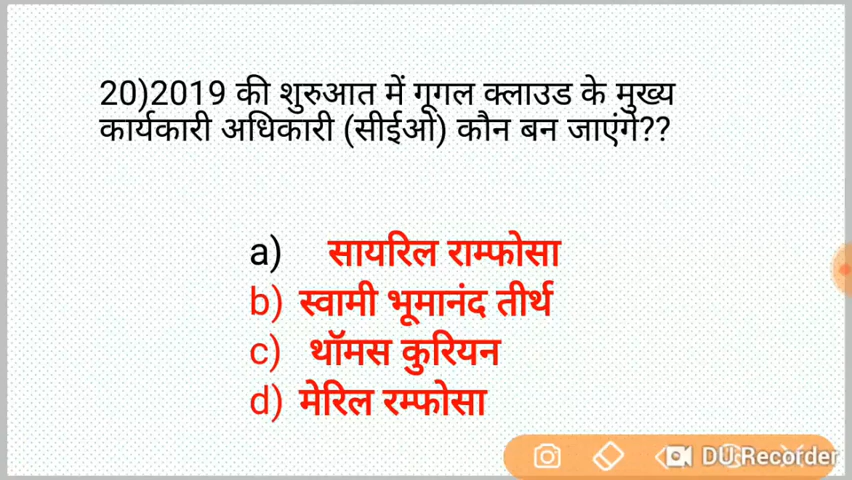 20)2019 की शुरुआत में गूगल क्लाउड के मुख्य
कार्यकारी अधिकारी (सीईओ) कौन बन जाएंगे??
a) सायरिल राम्फोसा
b) स्वामी भूमानंद तीर्थ
c) थॉमस कुरियन
d) मेरिल रम्फोसा
DU Recorder